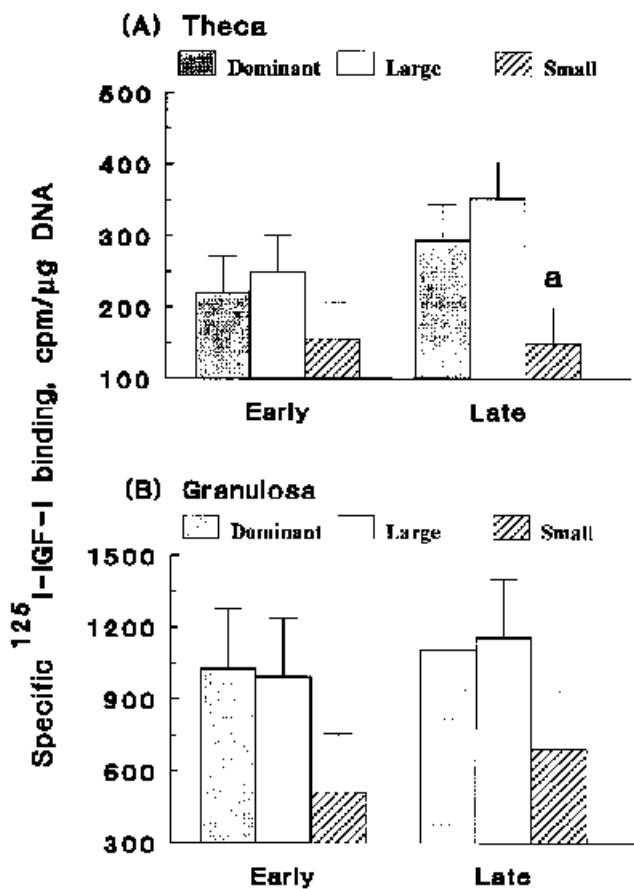 (A) Theca
Dominant Large Small
500
400
300
200
100
a
Early Late
Specific ¹²⁵I-IGF-I binding, cpm/µg DNA
(B) Granulosa
Dominant Large Small
1500
1200
900
600
300
Early Late